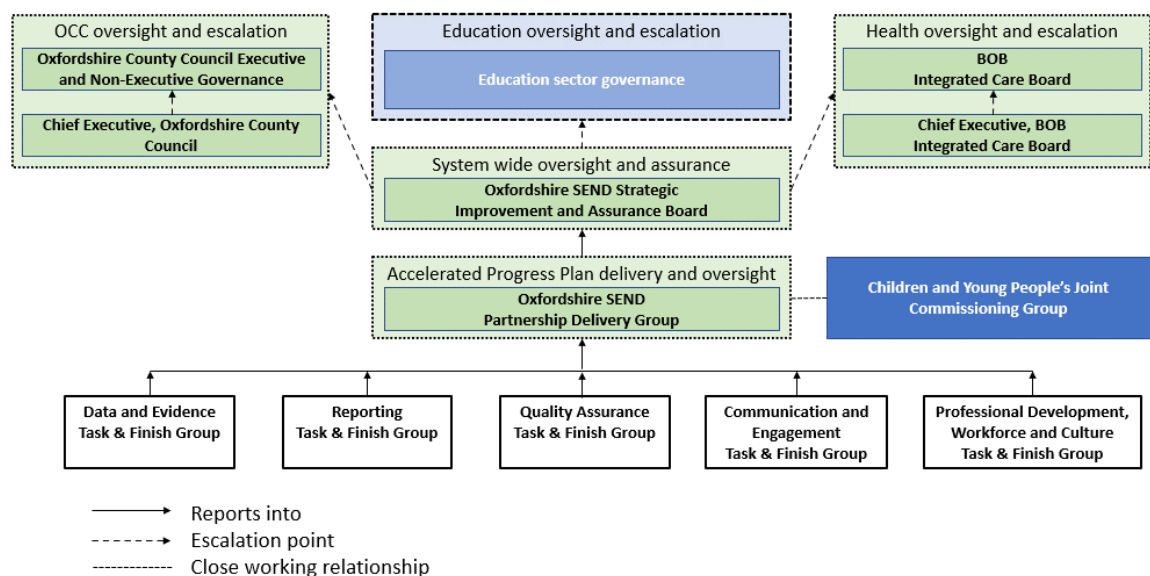 OCC oversight and escalation
Oxfordshire County Council Executive
and Non-Executive Governance
Chief Executive, Oxfordshire County
Council
Education oversight and escalation
Education sector governance
Health oversight and escalation
BOB
Integrated Care Board
Chief Executive, BOB
Integrated Care Board
System wide oversight and assurance
Oxfordshire SEND Strategic
Improvement and Assurance Board
Accelerated Progress Plan delivery and oversight
Oxfordshire SEND
Partnership Delivery Group
Children and Young People's Joint
Commissioning Group
Data and Evidence
Task & Finish Group
Reporting
Task & Finish Group
Quality Assurance
Task & Finish Group
Communication and
Engagement
Task & Finish Group
Professional Development,
Workforce and Culture
Task & Finish Group
Reports into
Escalation point
Close working relationship